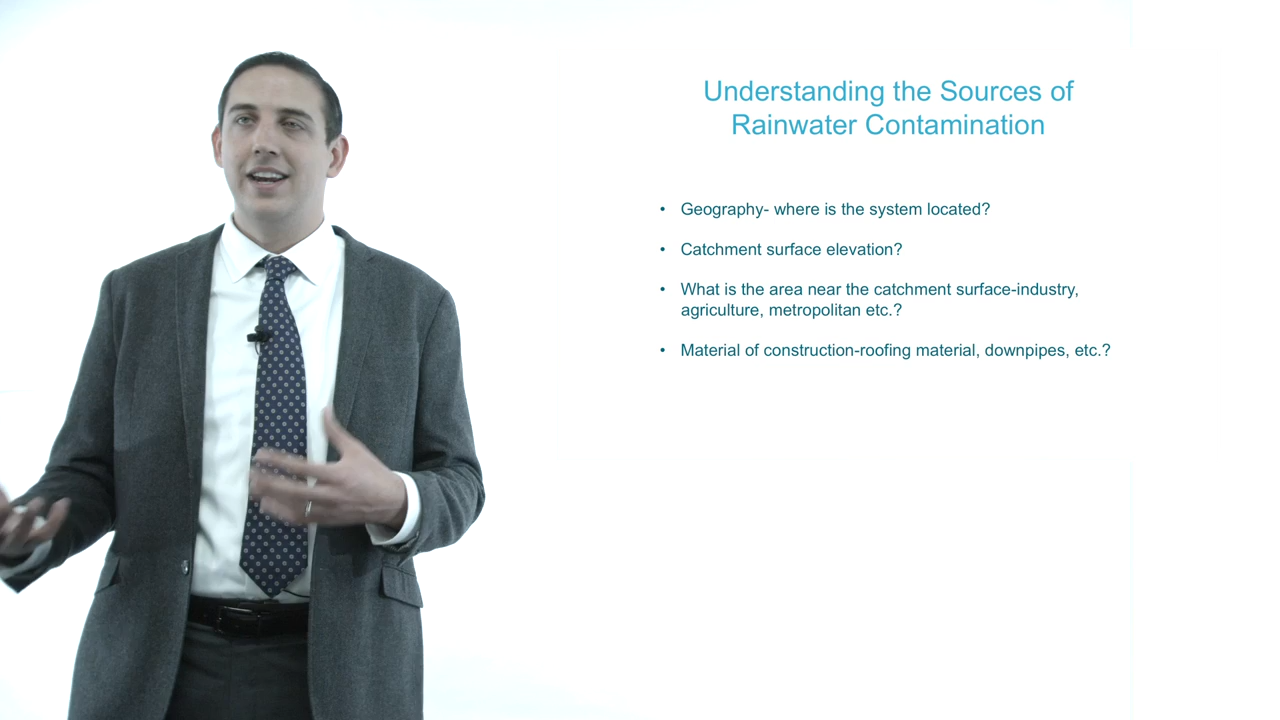 Understanding the Sources of
Rainwater Contamination
• Geography- where is the system located?
• Catchment surface elevation?
• What is the area near the catchment surface-industry,
agriculture, metropolitan etc.?
• Material of construction-roofing material, downpipes, etc.?